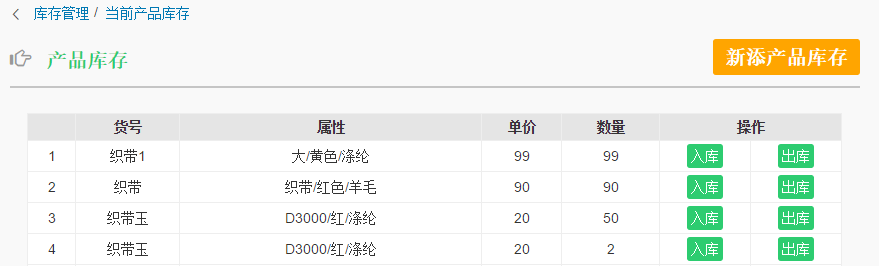 库存管理 / 当前产品库存
产品库存 新添产品库存
货号 属性 单价 数量 操作
1 织带1 大/黄色/涤纶 99 99 入库 出库
2 织带 织带/红色/羊毛 90 90 入库 出库
3 织带玉 D3000/红/涤纶 20 50 入库 出库
4 织带玉 D3000/红/涤纶 20 2 入库 出库